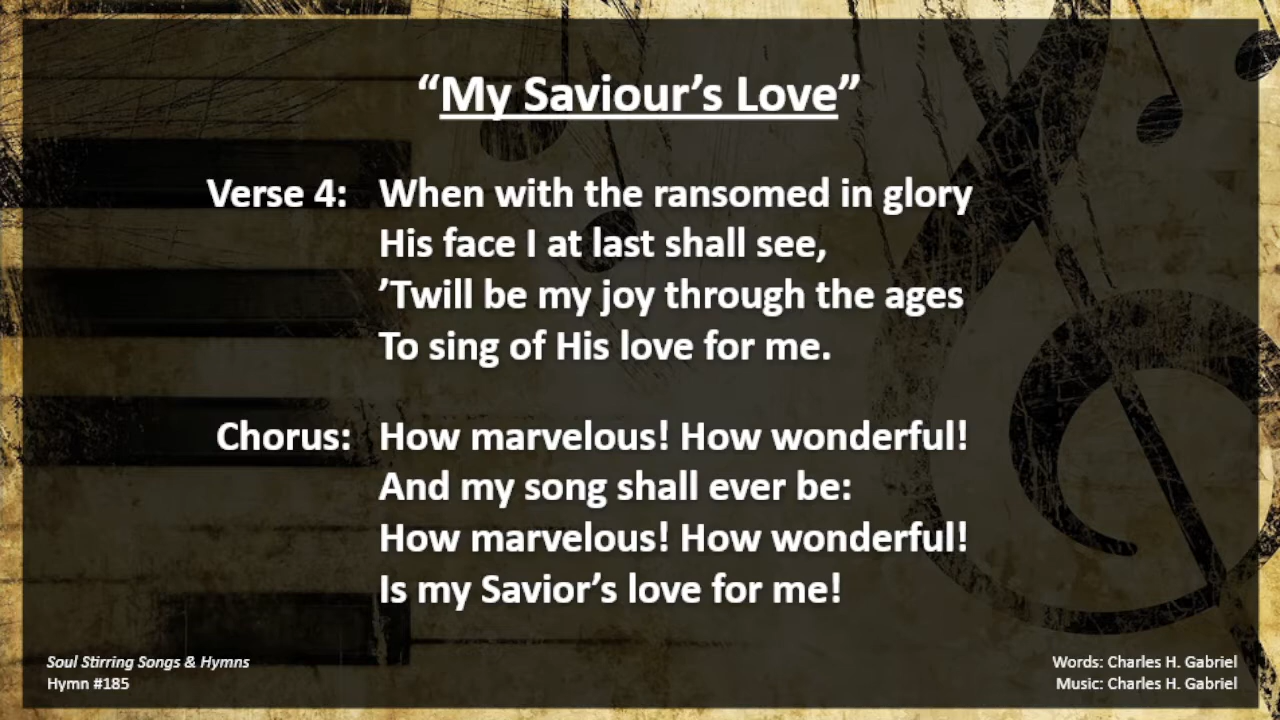 “My Saviour’s Love”
Verse 4: When with the ransomed in glory
His face I at last shall see,
’Twill be my joy through the ages
To sing of His love for me.
Chorus: How marvelous! How wonderful!
And my song shall ever be:
How marvelous! How wonderful!
Is my Savior’s love for me!
Soul Stirring Songs & Hymns
Hymn #185
Words: Charles H. Gabriel
Music: Charles H. Gabriel